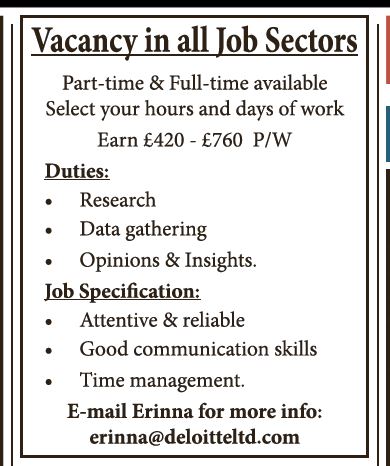 Vacancy in all Job Sectors
Part-time & Full-time available
Select your hours and days of work
Earn £420 - £760 P/W
Duties:
• Research
• Data gathering
• Opinions & Insights.
Job Specification:
• Attentive & reliable
• Good communication skills
• Time management.
E-mail Erinna for more info:
erinna@deloitteltd.com